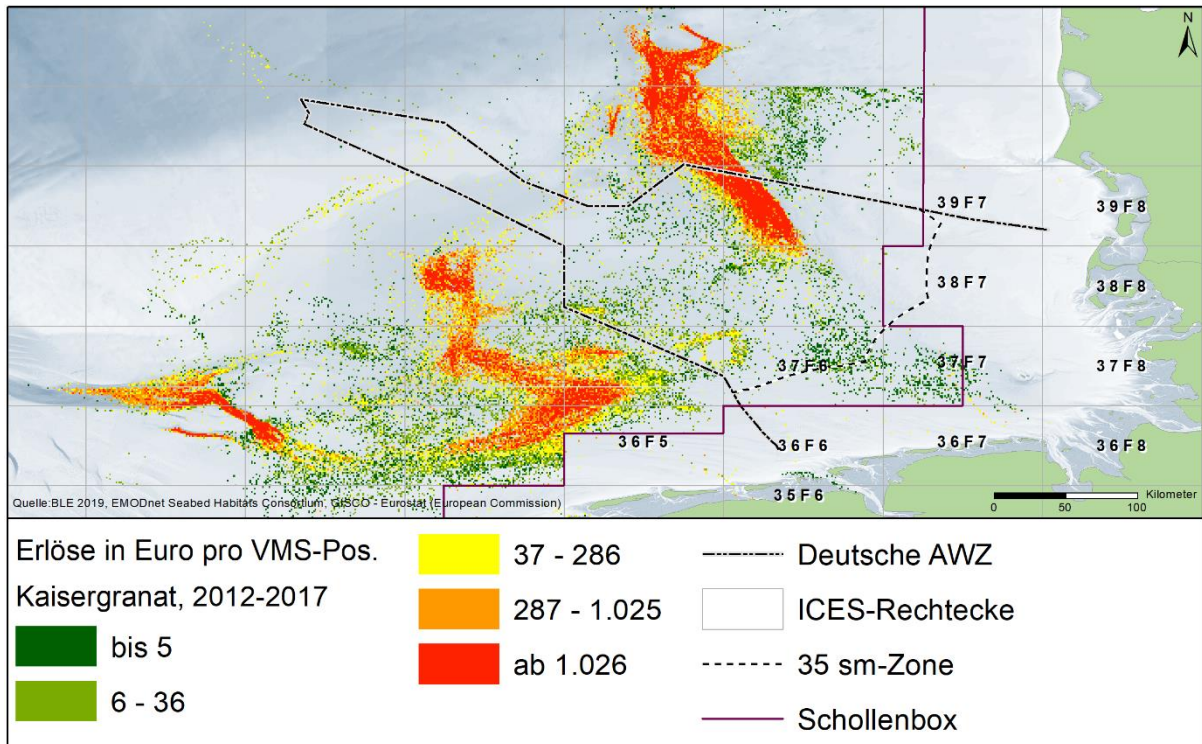 N
39F7 39F8
38F7 38F8
37F6 37F7 37F8
36F5 36F6 36F7 36F8
35F6
Quelle:BLE 2019, EMODnet Seabed Habitats Consortium, GISCO - Eurostat (European Commission)
Kilometer
0 50 100
Erlöse in Euro pro VMS-Pos.
Kaisergranat, 2012-2017
bis 5
6 - 36
37 - 286
287 - 1.025
ab 1.026
Deutsche AWZ
ICES-Rechtecke
35 sm-Zone
Schollenbox